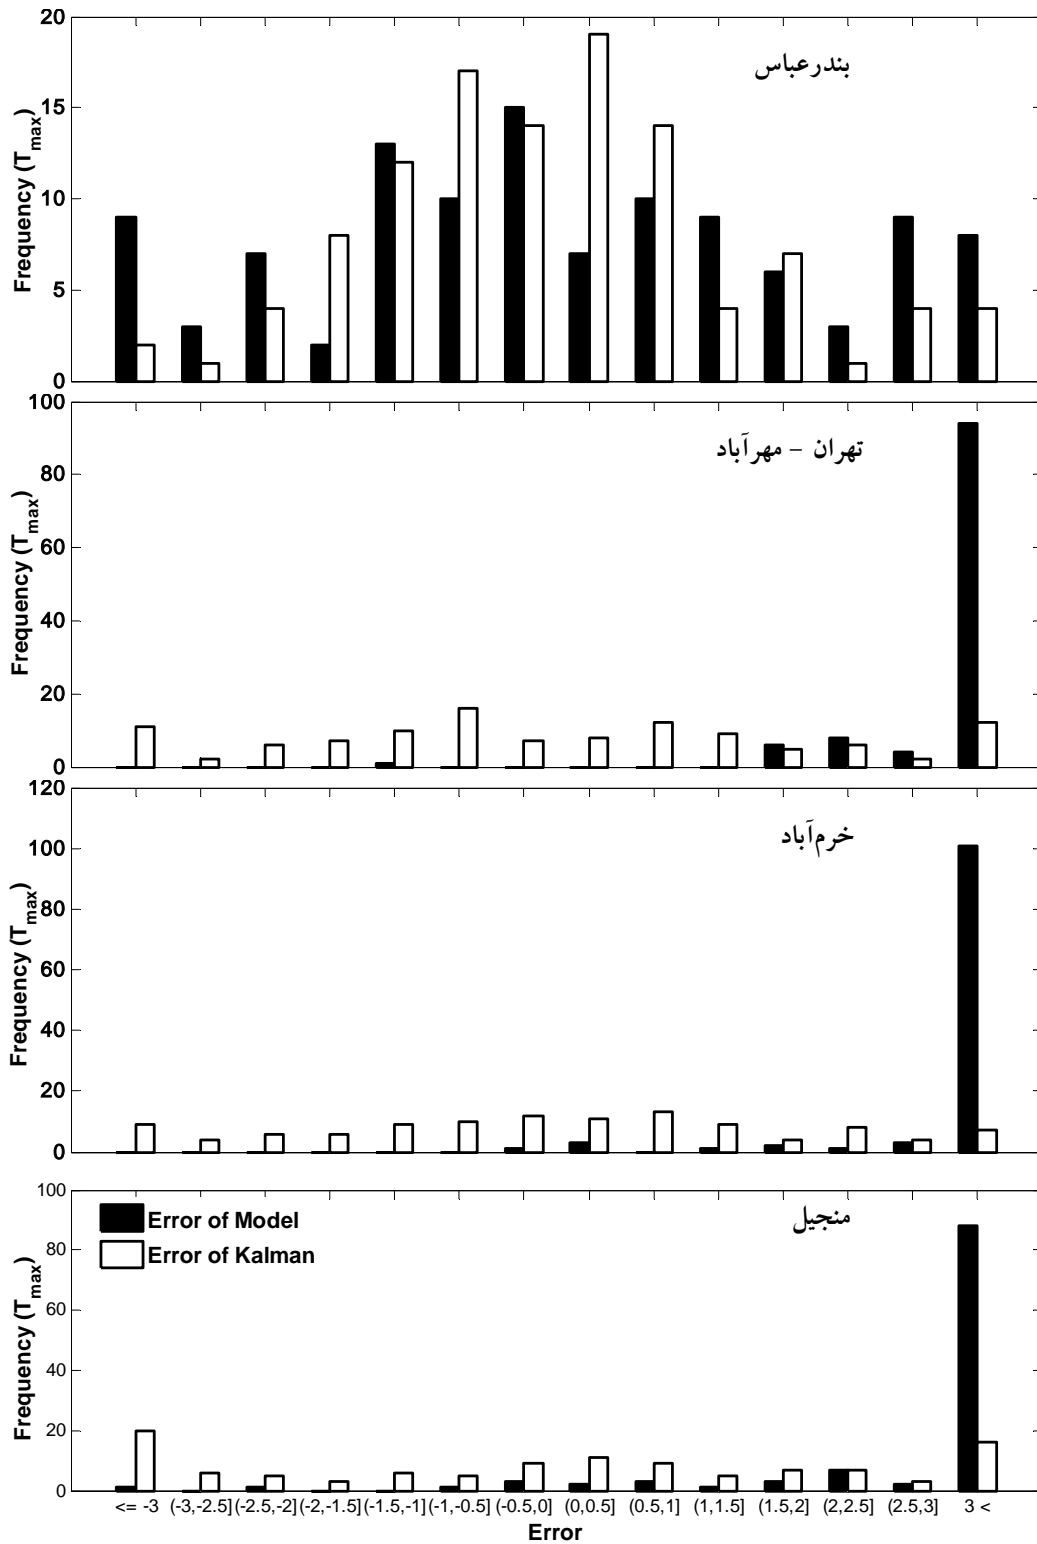 بندرعباس
Frequency (T_max)
20
15
10
5
0
تهران - مهرآباد
Frequency (T_max)
100
80
60
40
20
0
خرم‌آباد
Frequency (T_max)
120
100
80
60
40
20
0
منجیل
Error of Model
Error of Kalman
Frequency (T_max)
100
80
60
40
20
0
<= -3 (-3,-2.5] (-2.5,-2] (-2,-1.5] (-1.5,-1] (-1,-0.5] (-0.5,0] (0,0.5] (0.5,1] (1,1.5] (1.5,2] (2,2.5] (2.5,3] 3 <
Error